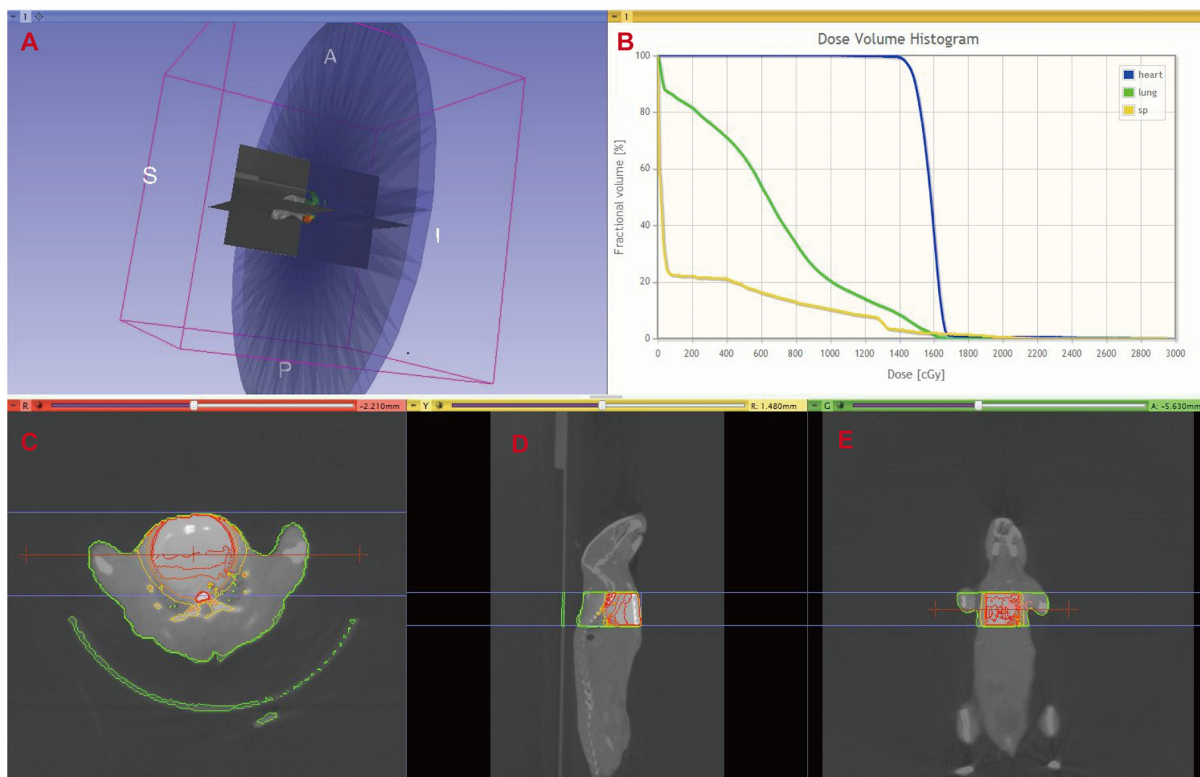 1
A
A
S
I
P
1
B
Dose Volume Histogram
Fractional volume [%]
100
80
60
40
20
0
heart
lung
sp
0 200 400 600 800 1000 1200 1400 1600 1800 2000 2200 2400 2600 2800 3000
Dose [cGy]
R -2.210mm
Y R: 1.480mm
G A: -5.630mm
C
D
E